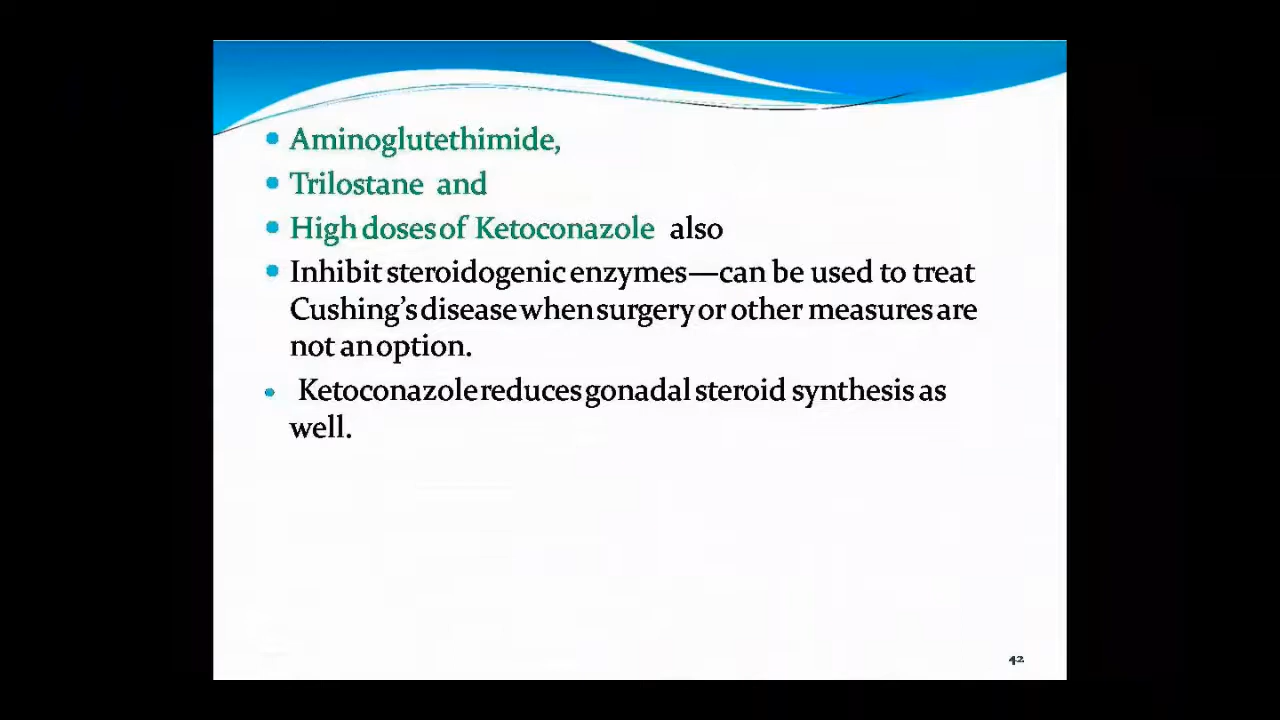 Aminoglutethimide,
Trilostane and
High doses of Ketoconazole also
Inhibit steroidogenic enzymes—can be used to treat
Cushing's disease when surgery or other measures are
not an option.
Ketoconazole reduces gonadal steroid synthesis as
well.
42